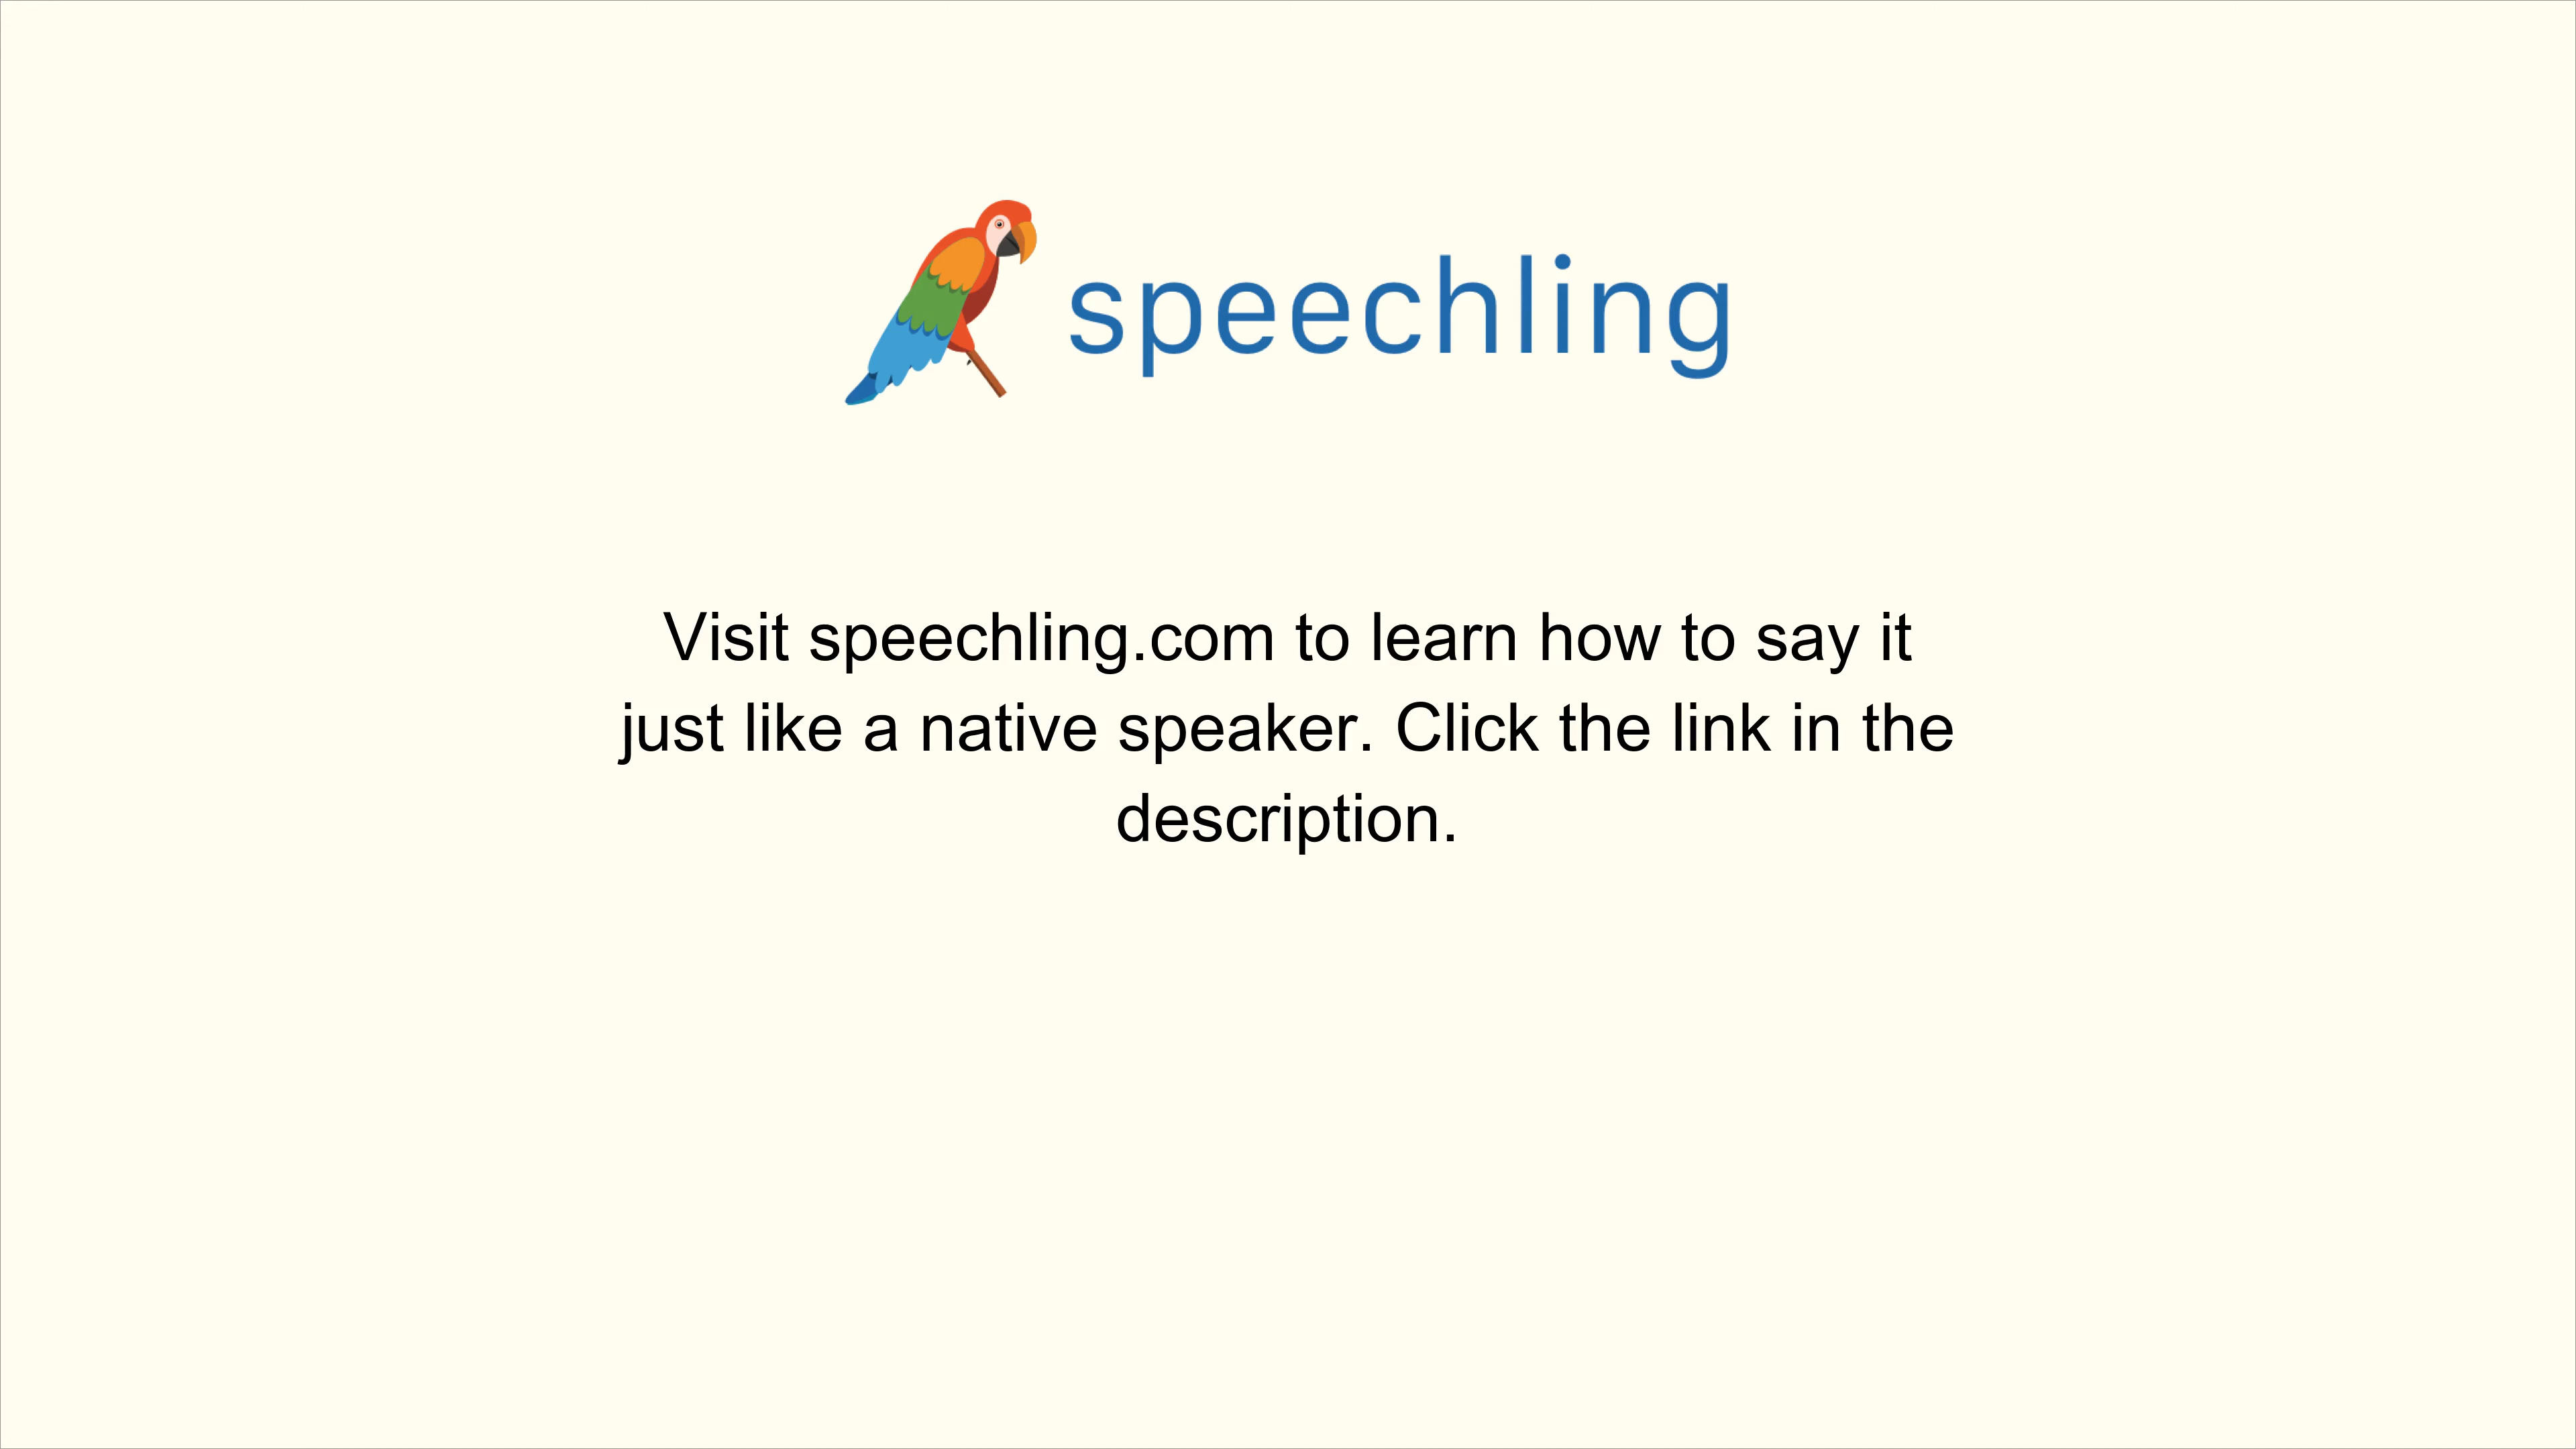 speechling
Visit speechling.com to learn how to say it
just like a native speaker. Click the link in the
description.